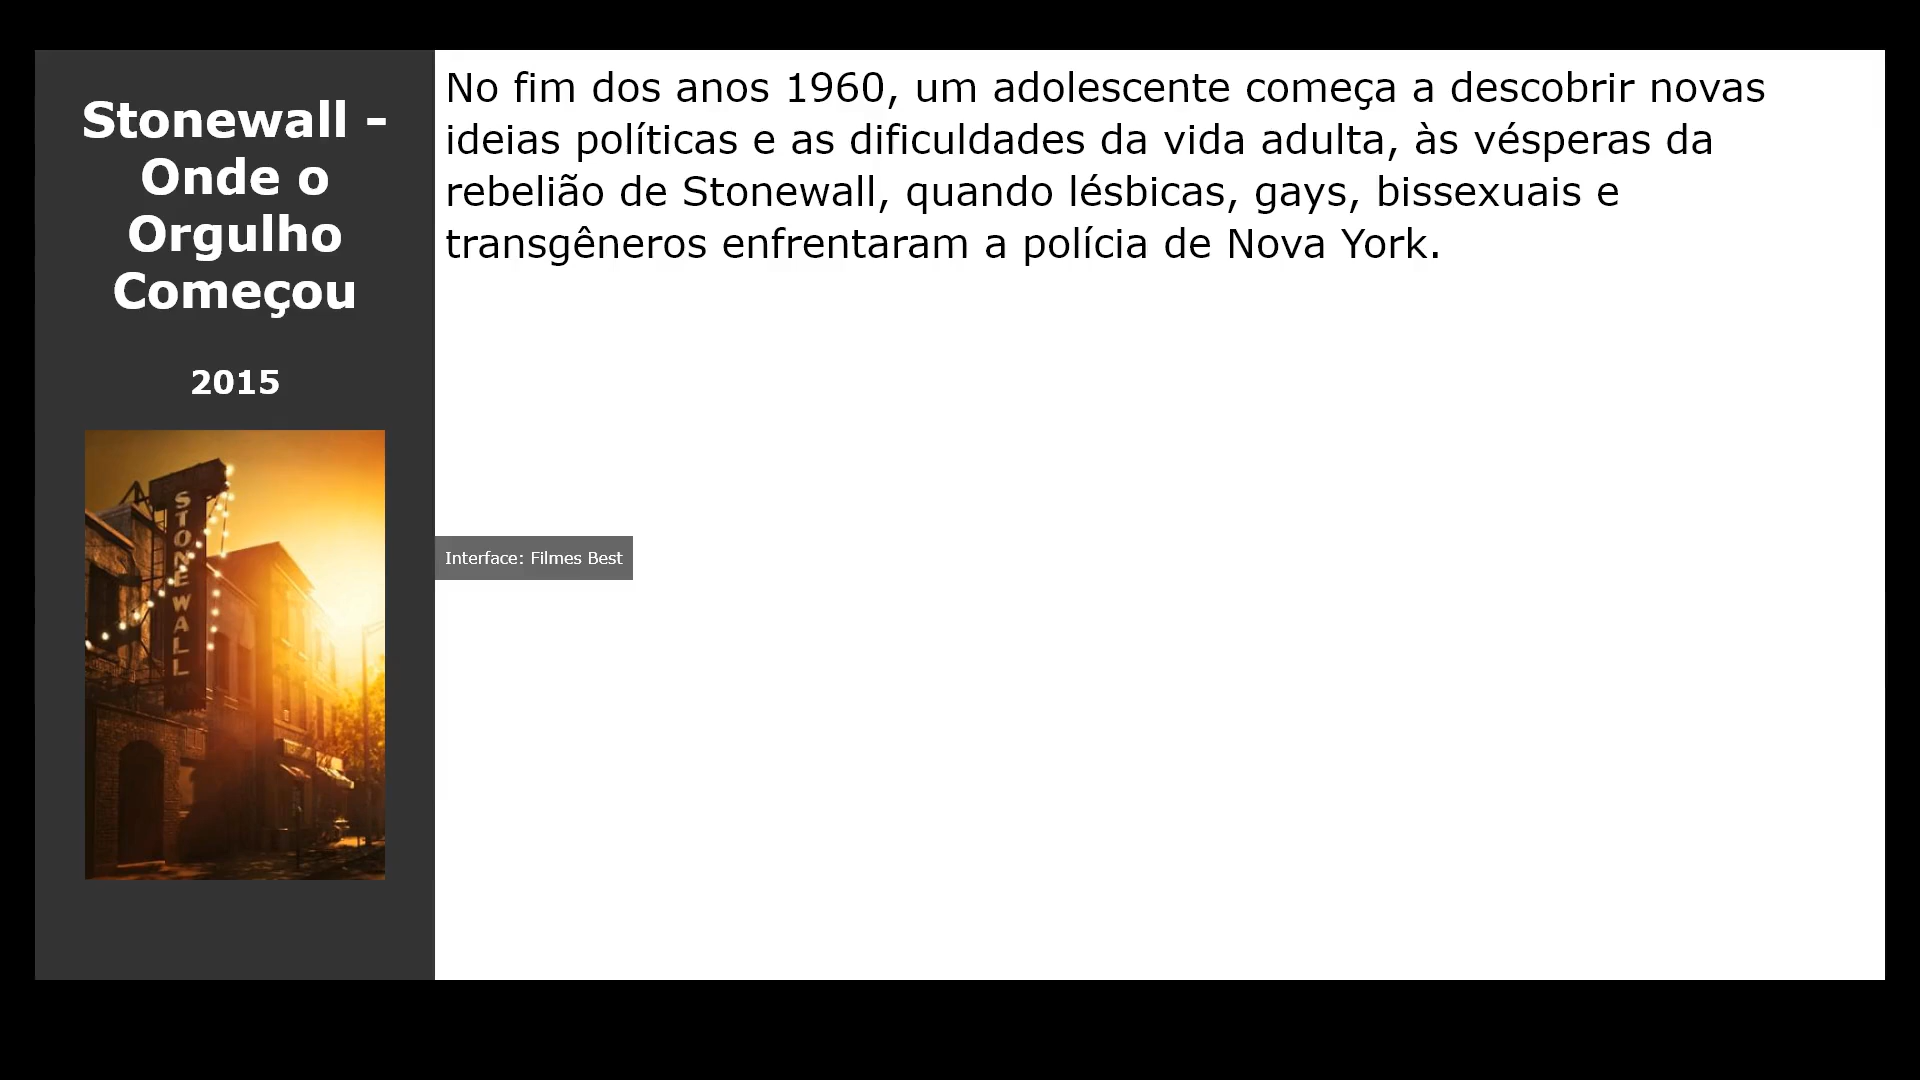 Stonewall -
Onde o
Orgulho
Começou
2015
STONEWALL
No fim dos anos 1960, um adolescente começa a descobrir novas
ideias políticas e as dificuldades da vida adulta, às vésperas da
rebelião de Stonewall, quando lésbicas, gays, bissexuais e
transgêneros enfrentaram a polícia de Nova York.
Interface: Filmes Best